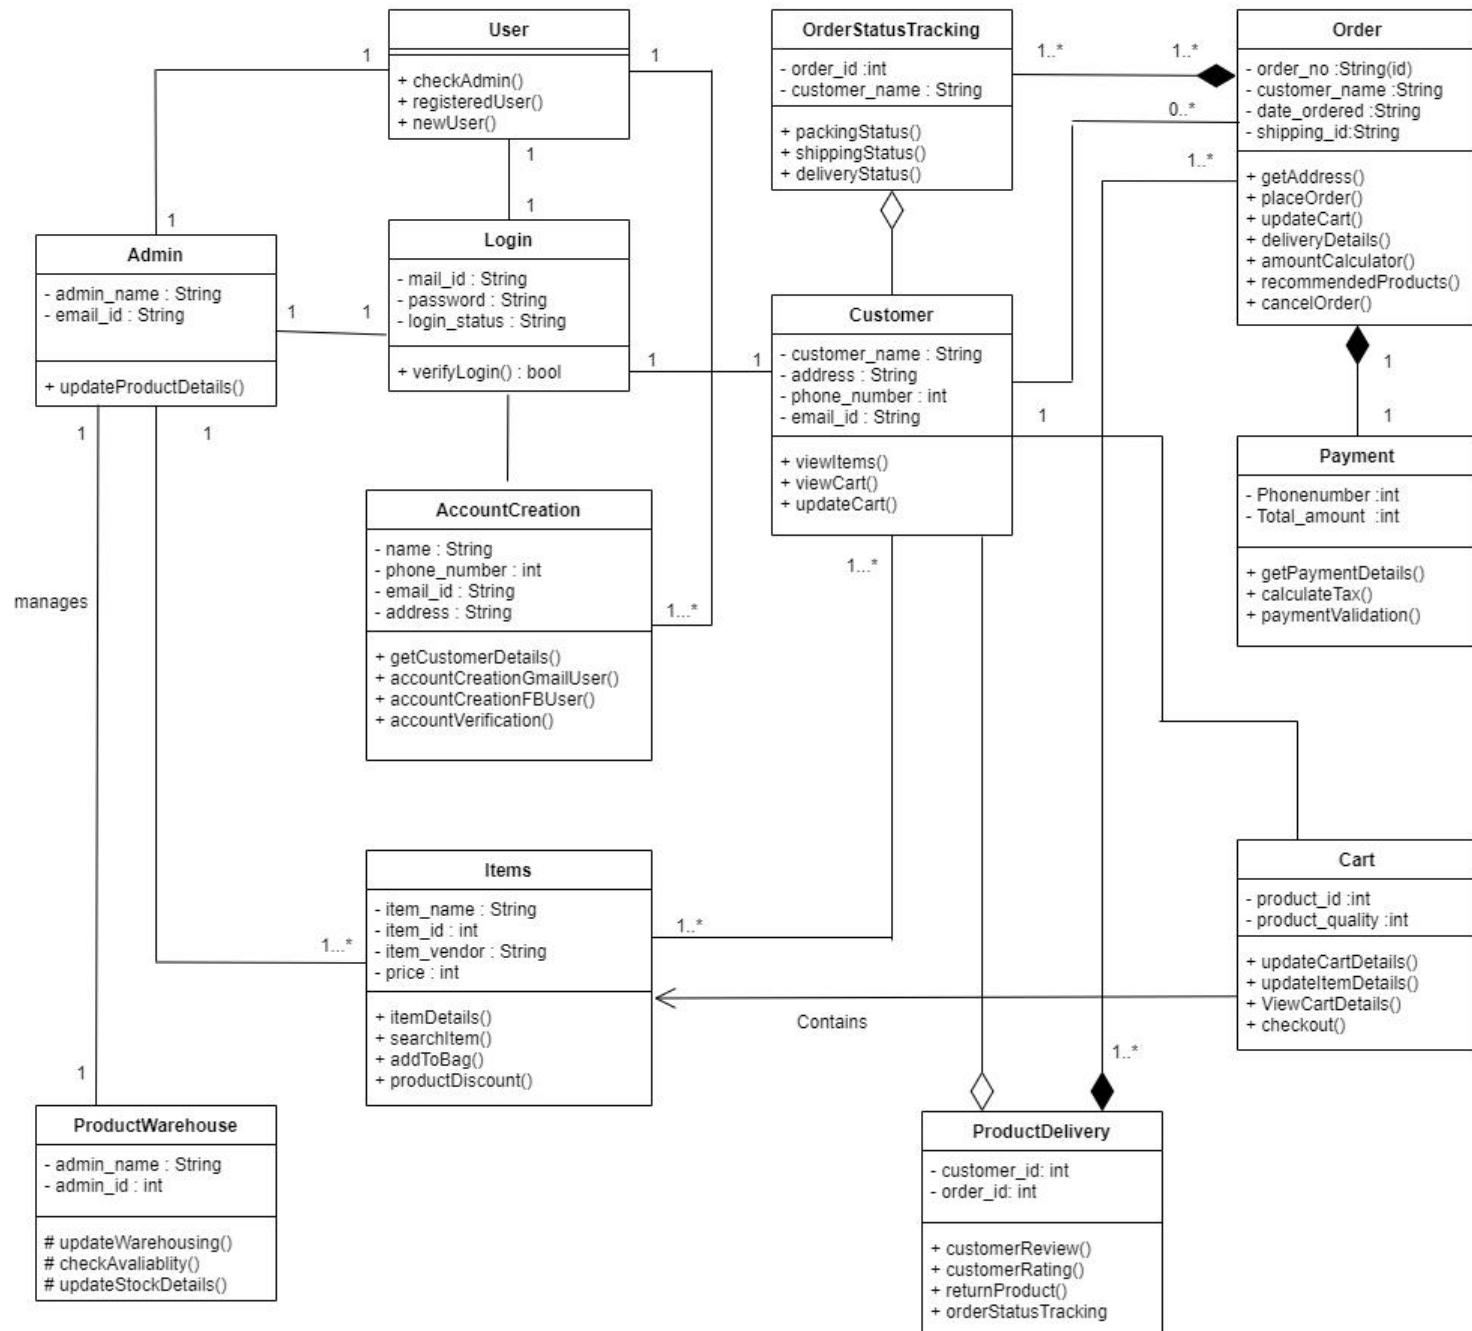 User
+ checkAdmin()
+ registeredUser()
+ newUser()
OrderStatusTracking
- order_id :int
- customer_name : String
+ packingStatus()
+ shippingStatus()
+ deliveryStatus()
Order
- order_no :String(id)
- customer_name :String
- date_ordered :String
- shipping_id:String
+ getAddress()
+ placeOrder()
+ updateCart()
+ deliveryDetails()
+ amountCalculator()
+ recommendedProducts()
+ cancelOrder()
1
1
1..*
1..*
0..*
1..*
1
1
1
Admin
- admin_name : String
- email_id : String
+ updateProductDetails()
1
1
Login
- mail_id : String
- password : String
- login_status : String
+ verifyLogin() : bool
1
1
Customer
- customer_name : String
- address : String
- phone_number : int
- email_id : String
+ viewItems()
+ viewCart()
+ updateCart()
1
1
1
Payment
- Phonenumber :int
- Total_amount :int
+ getPaymentDetails()
+ calculateTax()
+ paymentValidation()
1
1
AccountCreation
- name : String
- phone_number : int
- email_id : String
- address : String
+ getCustomerDetails()
+ accountCreationGmailUser()
+ accountCreationFBUser()
+ accountVerification()
1...*
1...*
manages
Items
- item_name : String
- item_id : int
- item_vendor : String
- price : int
+ itemDetails()
+ searchItem()
+ addToBag()
+ productDiscount()
1...*
1..*
Contains
Cart
- product_id :int
- product_quality :int
+ updateCartDetails()
+ updateItemDetails()
+ ViewCartDetails()
+ checkout()
1..*
1
ProductWarehouse
- admin_name : String
- admin_id : int
# updateWarehousing()
# checkAvaliablity()
# updateStockDetails()
ProductDelivery
- customer_id: int
- order_id: int
+ customerReview()
+ customerRating()
+ returnProduct()
+ orderStatusTracking